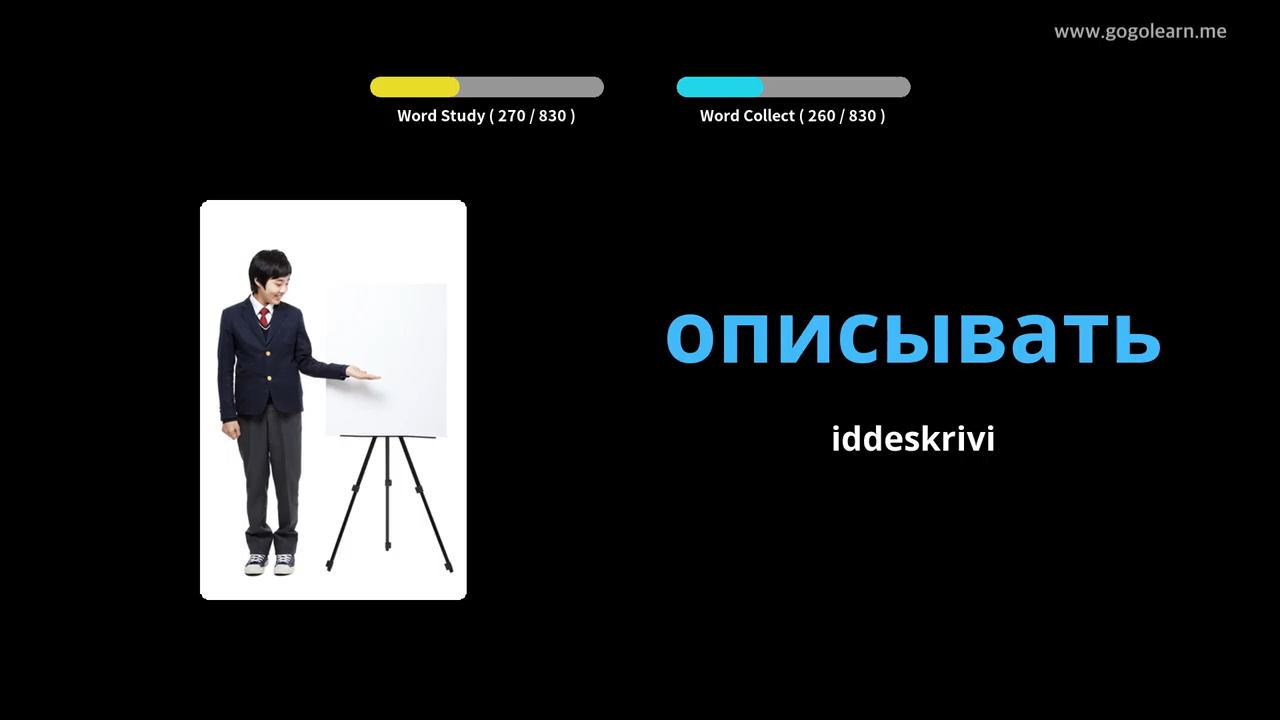 www.gogolearn.me
Word Study ( 270 / 830 )
Word Collect ( 260 / 830 )
описывать
iddeskrivi